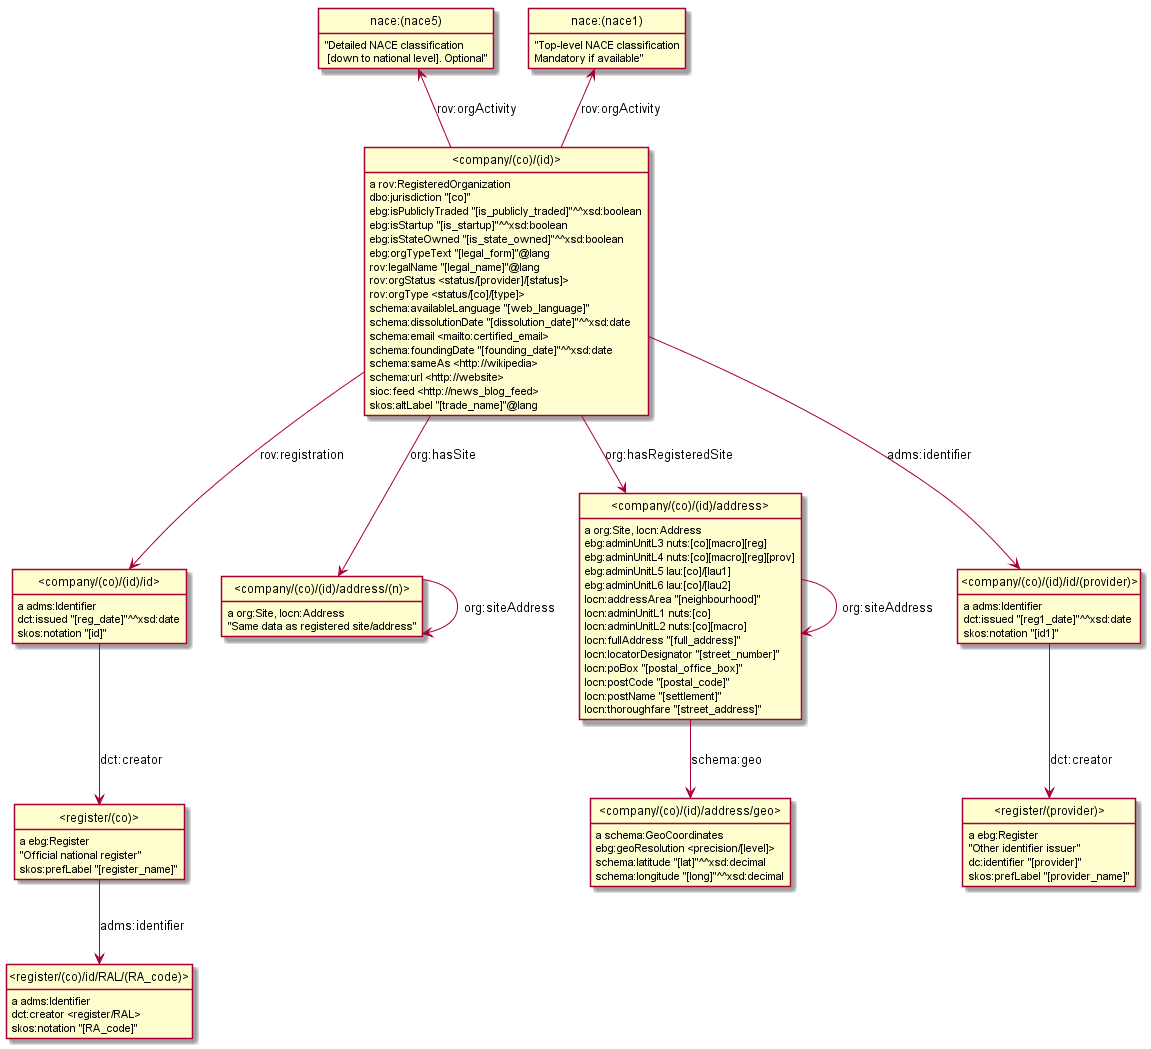 nace:(nace5)
"Detailed NACE classification
[down to national level]. Optional"
nace:(nace1)
"Top-level NACE classification
Mandatory if available"
rov:orgActivity
rov:orgActivity
<company/(co)/(id)>
a rov:RegisteredOrganization
dbo:jurisdiction "[co]"
ebg:isPubliclyTraded "[is_publicly_traded]"^^xsd:boolean
ebg:isStartup "[is_startup]"^^xsd:boolean
ebg:isStateOwned "[is_state_owned]"^^xsd:boolean
ebg:orgTypeText "[legal_form]"@lang
rov:legalName "[legal_name]"@lang
rov:orgStatus <status/[provider]/[status]>
rov:orgType <status/[co]/[type]>
schema:availableLanguage "[web_language]"
schema:dissolutionDate "[dissolution_date]"^^xsd:date
schema:email <mailto:certified_email>
schema:foundingDate "[founding_date]"^^xsd:date
schema:sameAs <http://wikipedia>
schema:url <http://website>
sioc:feed <http://news_blog_feed>
skos:altLabel "[trade_name]"@lang
rov:registration
org:hasSite
org:hasRegisteredSite
adms:identifier
<company/(co)/(id)/id>
a adms:Identifier
dct:issued "[reg_date]"^^xsd:date
skos:notation "[id]"
<company/(co)/(id)/address/(n)>
a org:Site, locn:Address
"Same data as registered site/address"
org:siteAddress
<company/(co)/(id)/address>
a org:Site, locn:Address
ebg:adminUnitL3 nuts:[co][macro][reg]
ebg:adminUnitL4 nuts:[co][macro][reg][prov]
ebg:adminUnitL5 lau:[co]/[lau1]
ebg:adminUnitL6 lau:[co]/[lau2]
locn:addressArea "[neighbourhood]"
locn:adminUnitL1 nuts:[co]
locn:adminUnitL2 nuts:[co][macro]
locn:fullAddress "[full_address]"
locn:locatorDesignator "[street_number]"
locn:poBox "[postal_office_box]"
locn:postCode "[postal_code]"
locn:postName "[settlement]"
locn:thoroughfare "[street_address]"
org:siteAddress
<company/(co)/(id)/id/(provider)>
a adms:Identifier
dct:issued "[reg1_date]"^^xsd:date
skos:notation "[id1]"
dct:creator
schema:geo
dct:creator
<register/(co)>
a ebg:Register
"Official national register"
skos:prefLabel "[register_name]"
<company/(co)/(id)/address/geo>
a schema:GeoCoordinates
ebg:geoResolution <precision/[level]>
schema:latitude "[lat]"^^xsd:decimal
schema:longitude "[long]"^^xsd:decimal
<register/(provider)>
a ebg:Register
"Other identifier issuer"
dc:identifier "[provider]"
skos:prefLabel "[provider_name]"
adms:identifier
<register/(co)/id/RAL/(RA_code)>
a adms:Identifier
dct:creator <register/RAL>
skos:notation "[RA_code]"